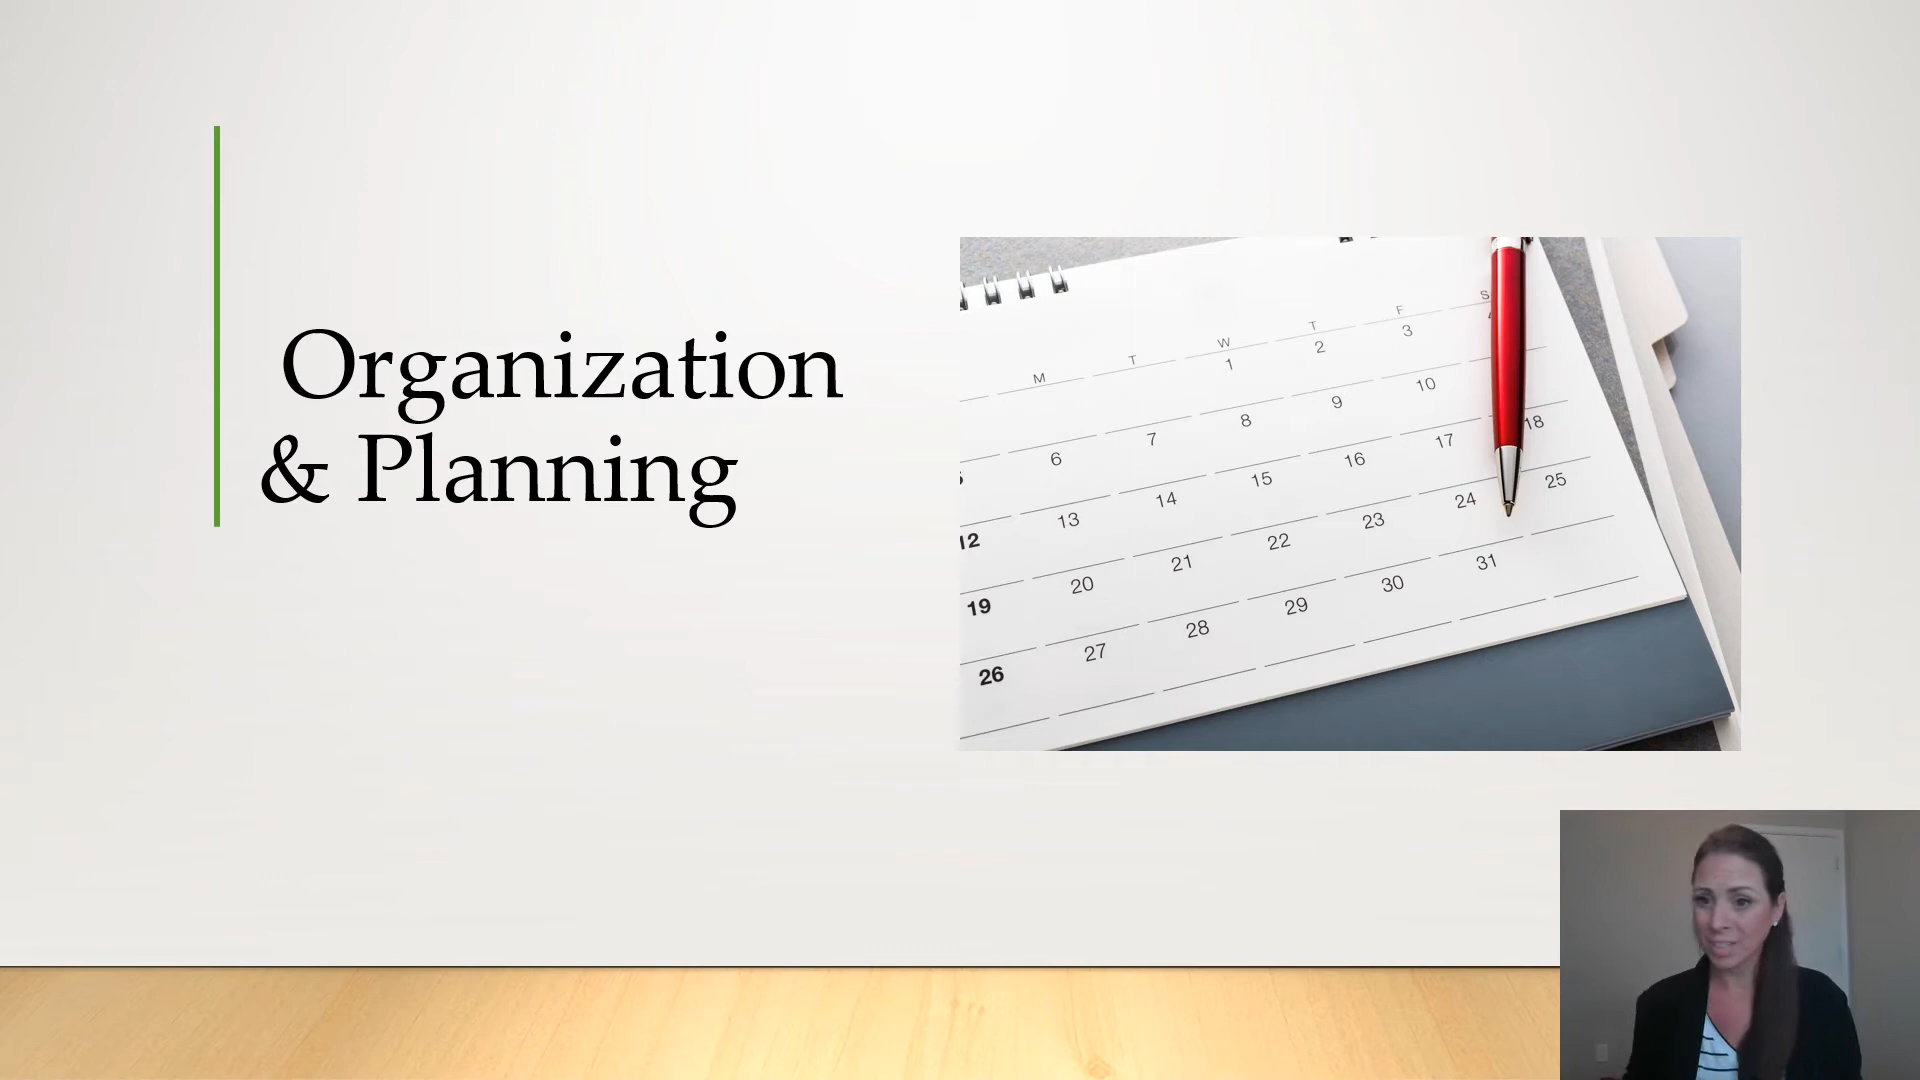 Organization
& Planning
M T W T F S
1 2 3
6 7 8 9 10
12 13 14 15 16 17 18
19 20 21 22 23 24 25
26 27 28 29 30 31